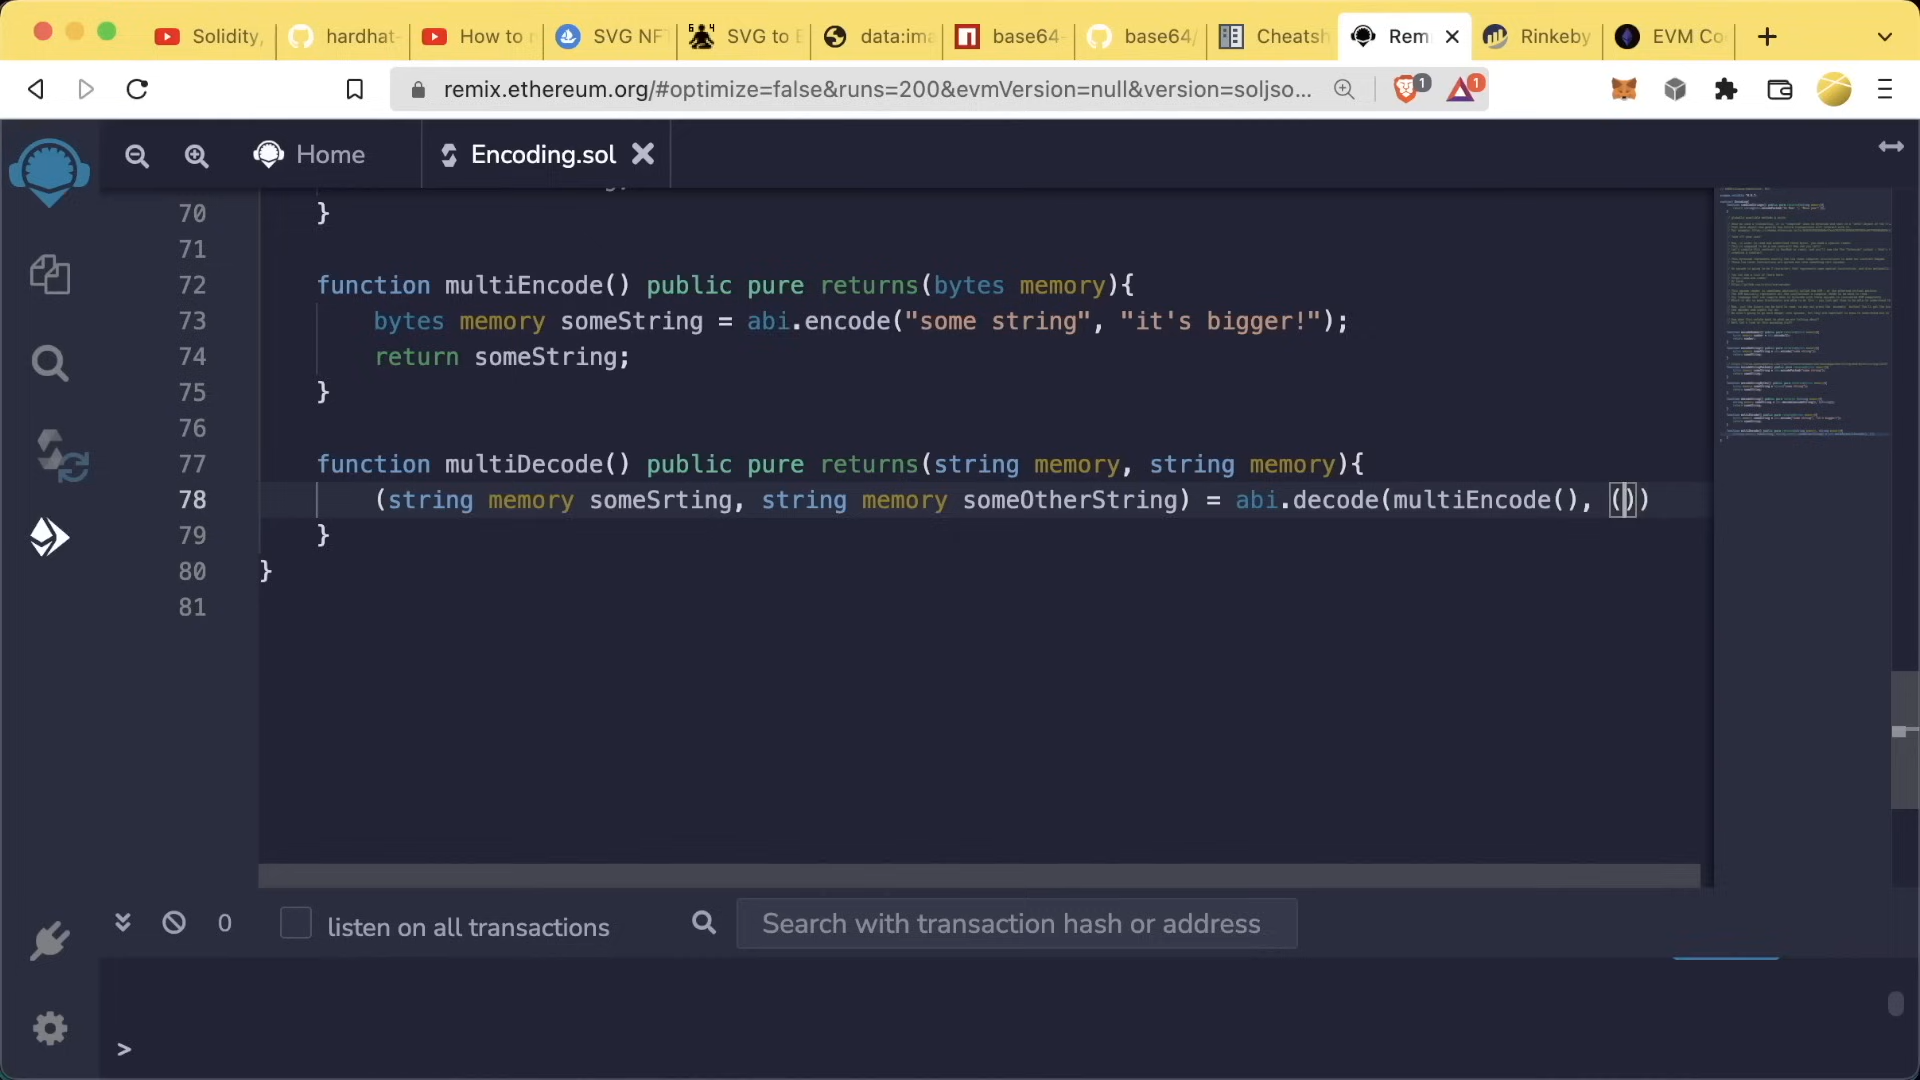 Solidity,
hardhat-
How to r
SVG NF
SVG to E
data:ima
base64-
base64/
Cheatsh
Rem
Rinkeby
EVM Co
remix.ethereum.org/#optimize=false&runs=200&evmVersion=null&version=soljso...
1
1
Home
Encoding.sol
70 }
71
72 function multiEncode() public pure returns(bytes memory){
73 bytes memory someString = abi.encode("some string", "it's bigger!");
74 return someString;
75 }
76
77 function multiDecode() public pure returns(string memory, string memory){
78 (string memory someSrting, string memory someOtherString) = abi.decode(multiEncode(), ())
79 }
80 }
81
0
listen on all transactions
Search with transaction hash or address
>